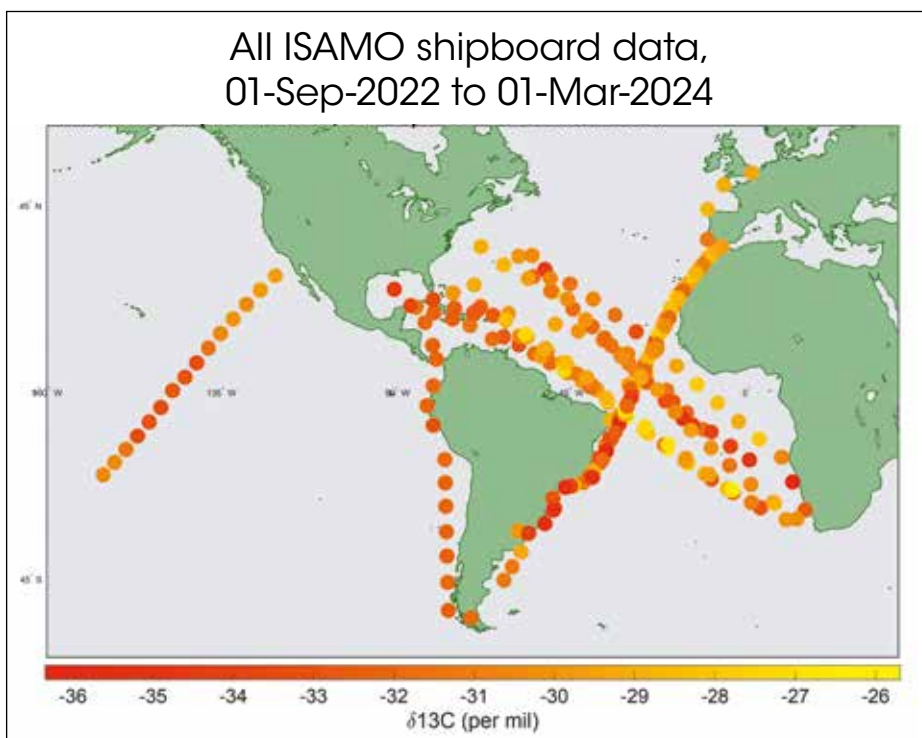 All ISAMO shipboard data,
01-Sep-2022 to 01-Mar-2024
45° N
135° W
90° W
0°
45° S
-36 -35 -34 -33 -32 -31 -30 -29 -28 -27 -26
δ13C (per mil)